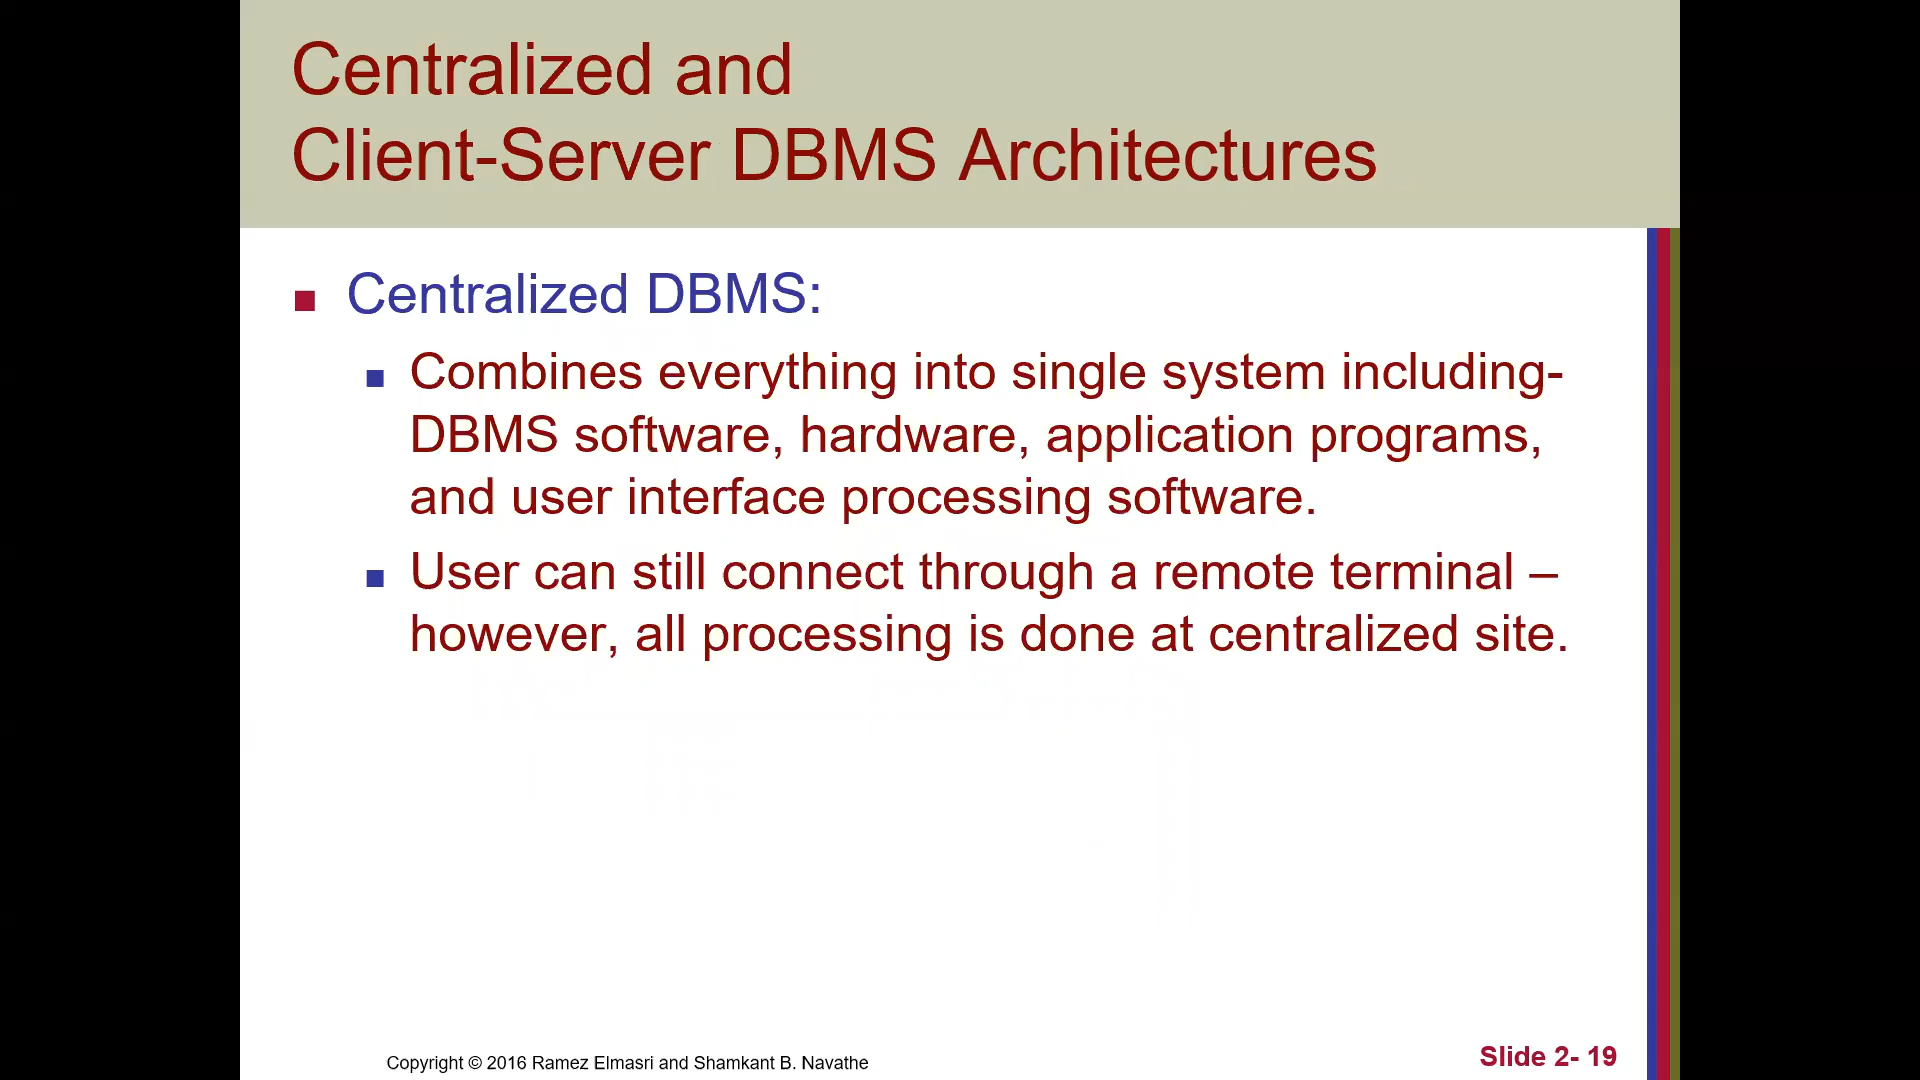 Centralized and
Client-Server DBMS Architectures
Centralized DBMS:
Combines everything into single system including-
DBMS software, hardware, application programs,
and user interface processing software.
User can still connect through a remote terminal –
however, all processing is done at centralized site.
Copyright © 2016 Ramez Elmasri and Shamkant B. Navathe
Slide 2- 19